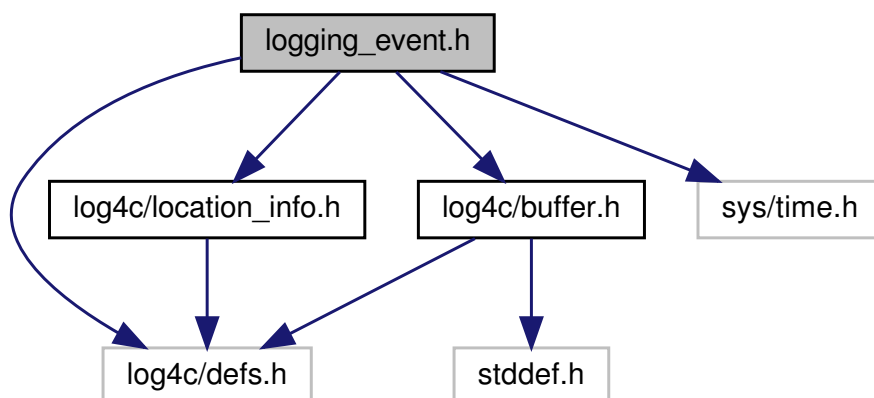 logging_event.h
log4c/location_info.h
log4c/buffer.h
sys/time.h
log4c/defs.h
stddef.h